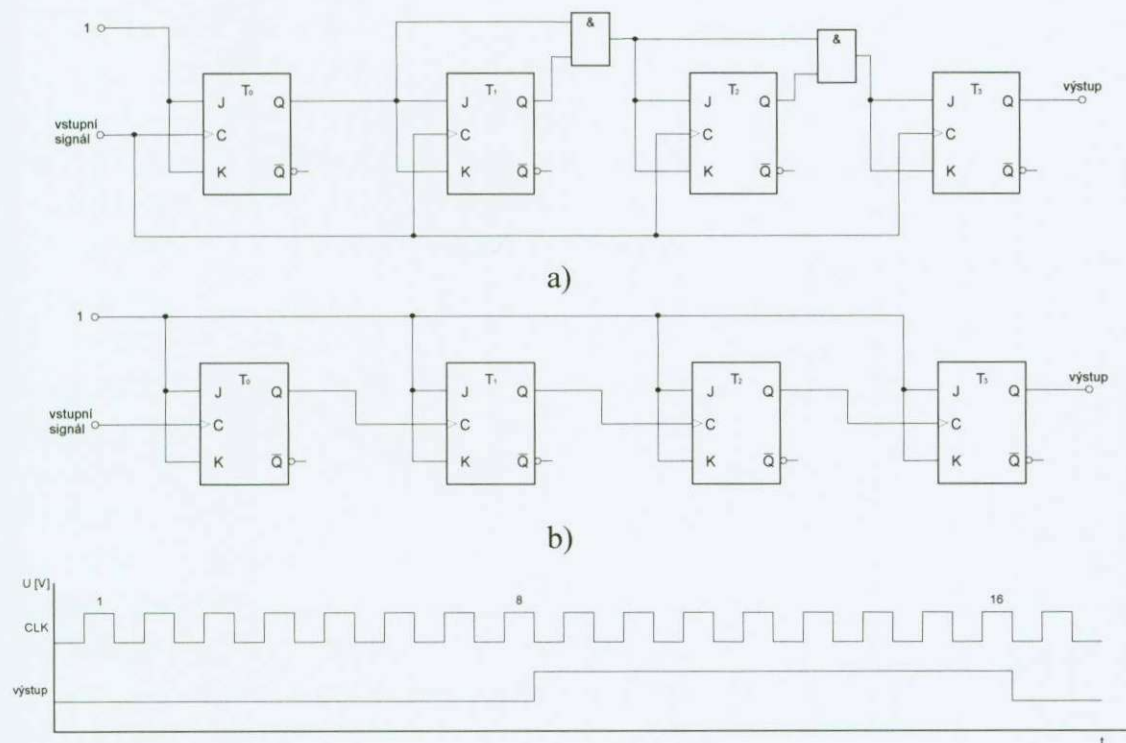 1
&
&
T₀
T₁
T₂
T₃
J Q
J Q
J Q
J Q
výstup
vstupní
signál
C
C
C
C
K Q̅
K Q̅
K Q̅
K Q̅
a)
1
T₀
T₁
T₂
T₃
J Q
J Q
J Q
J Q
výstup
vstupní
signál
C
C
C
C
K Q̅
K Q̅
K Q̅
K Q̅
b)
U [V]
1
8
16
CLK
výstup
t